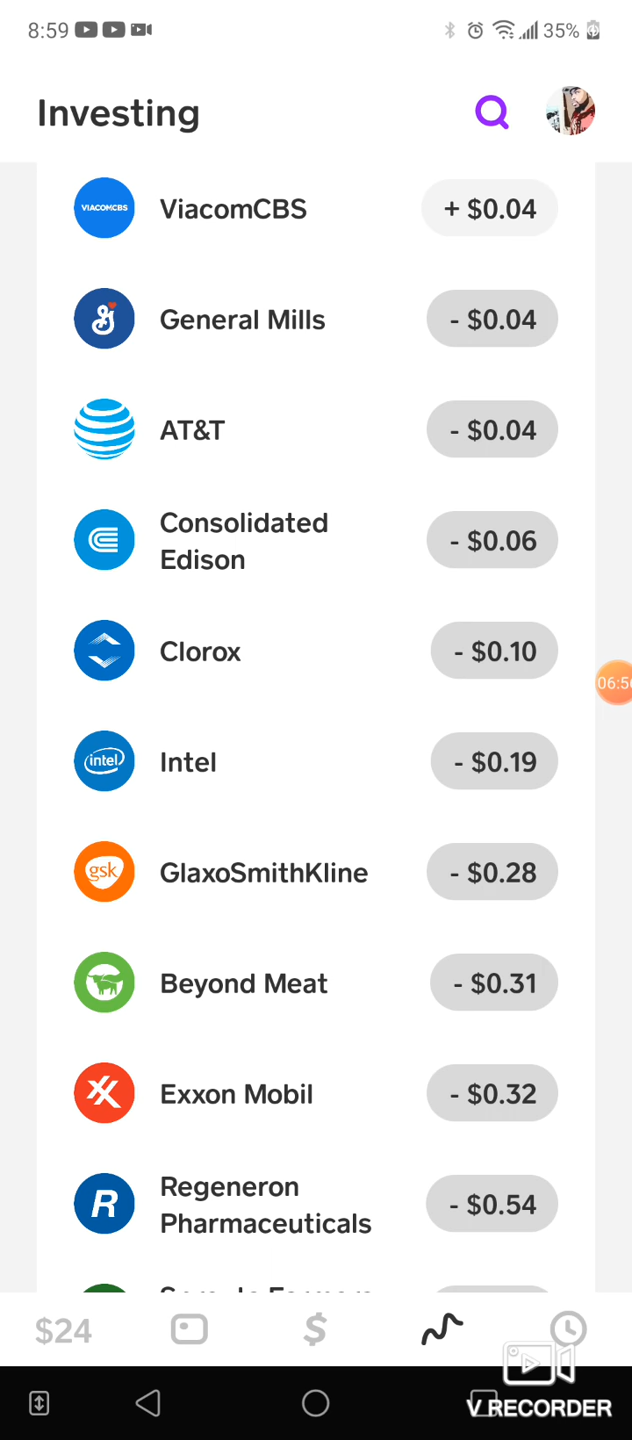 8:59
35%
Investing
VIACOMCBS
ViacomCBS
+ $0.04
General Mills
- $0.04
AT&T
- $0.04
Consolidated
Edison
- $0.06
Clorox
- $0.10
intel
Intel
- $0.19
gsk
GlaxoSmithKline
- $0.28
Beyond Meat
- $0.31
Exxon Mobil
- $0.32
R
Regeneron
Pharmaceuticals
- $0.54
$24
$
V RECORDER